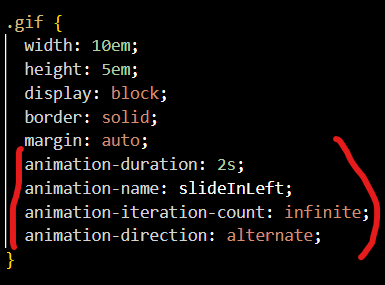 .gif {
width: 10em;
height: 5em;
display: block;
border: solid;
margin: auto;
animation-duration: 2s;
animation-name: slideInLeft;
animation-iteration-count: infinite;
animation-direction: alternate;
}